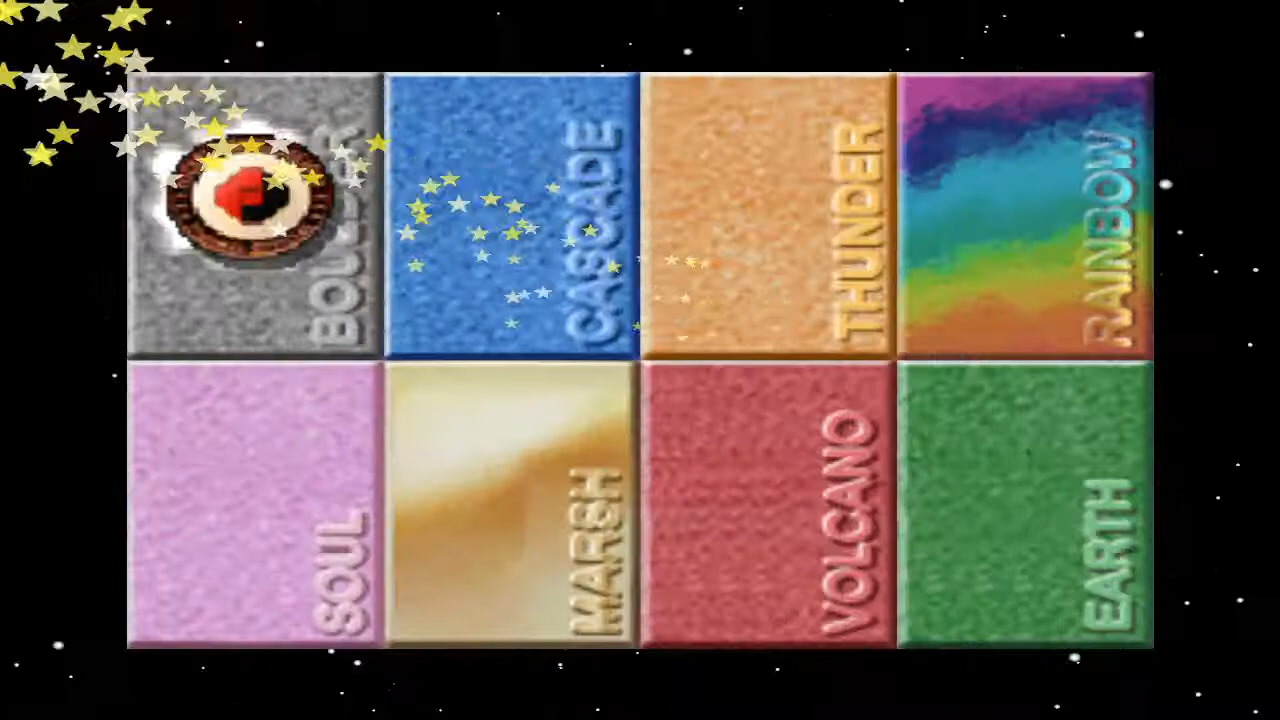 BOULDER
CASCADE
THUNDER
RAINBOW
SOUL
MARSH
VOLCANO
EARTH